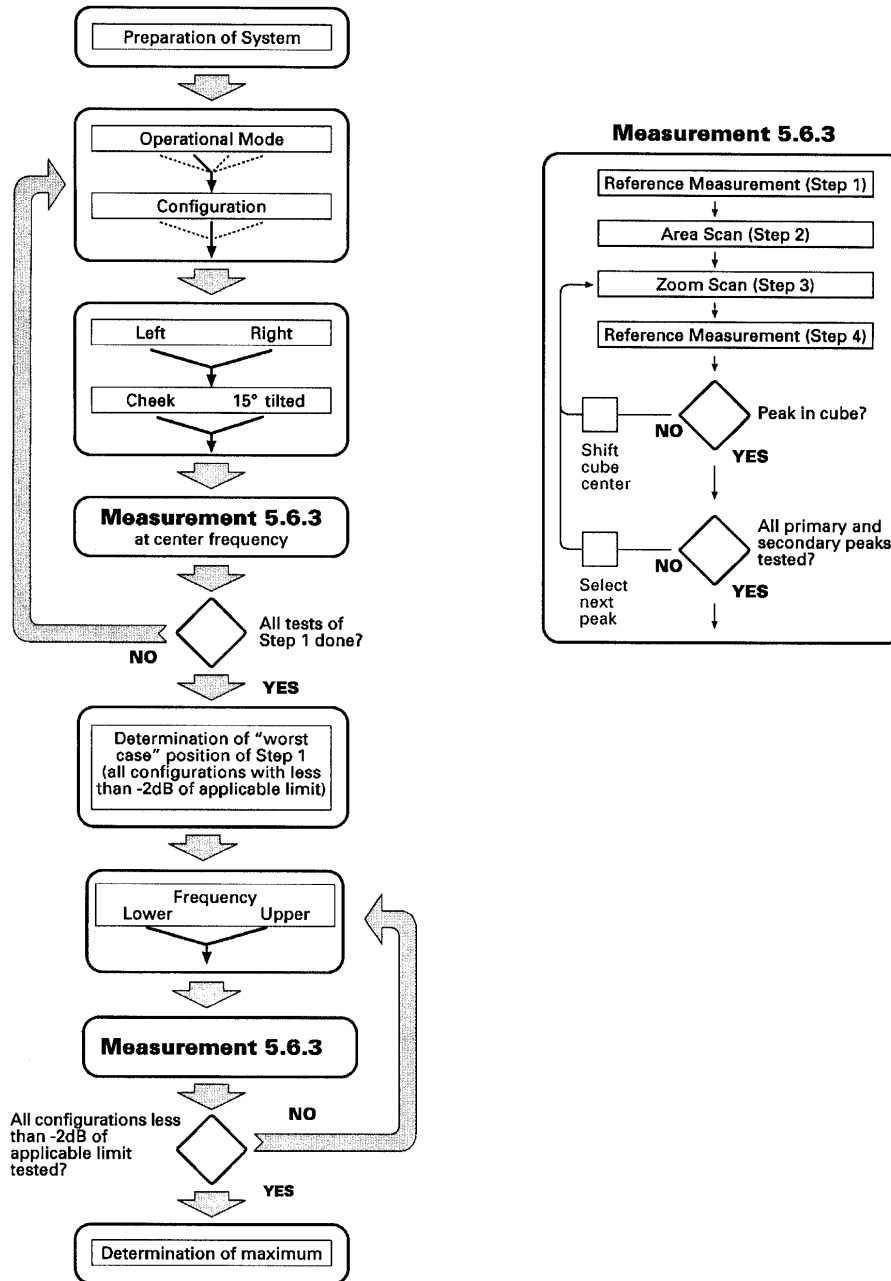 Preparation of System
Operational Mode
Configuration
Left Right
Cheek 15° tilted
Measurement 5.6.3
at center frequency
All tests of
Step 1 done?
NO
YES
Determination of “worst
case” position of Step 1
(all configurations with less
than -2dB of applicable limit)
Frequency
Lower Upper
Measurement 5.6.3
All configurations less
than -2dB of
applicable limit
tested?
NO
YES
Determination of maximum
Measurement 5.6.3
Reference Measurement (Step 1)
Area Scan (Step 2)
Zoom Scan (Step 3)
Reference Measurement (Step 4)
Peak in cube?
NO
YES
Shift
cube
center
All primary and
secondary peaks
tested?
NO
YES
Select
next
peak